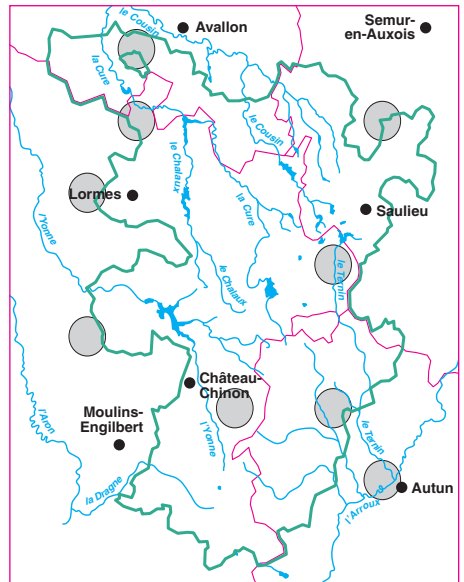 le Cousin
Avallon
Semur-
en-Auxois
la Cure
le Cousin
le Chalaux
Lormes
la Cure
Saulieu
l'Yonne
le Ternin
le Chalaux
Château-
Chinon
l'Aron
Moulins-
Engilbert
l'Yonne
le Ternin
la Dragne
Autun
l'Arroux